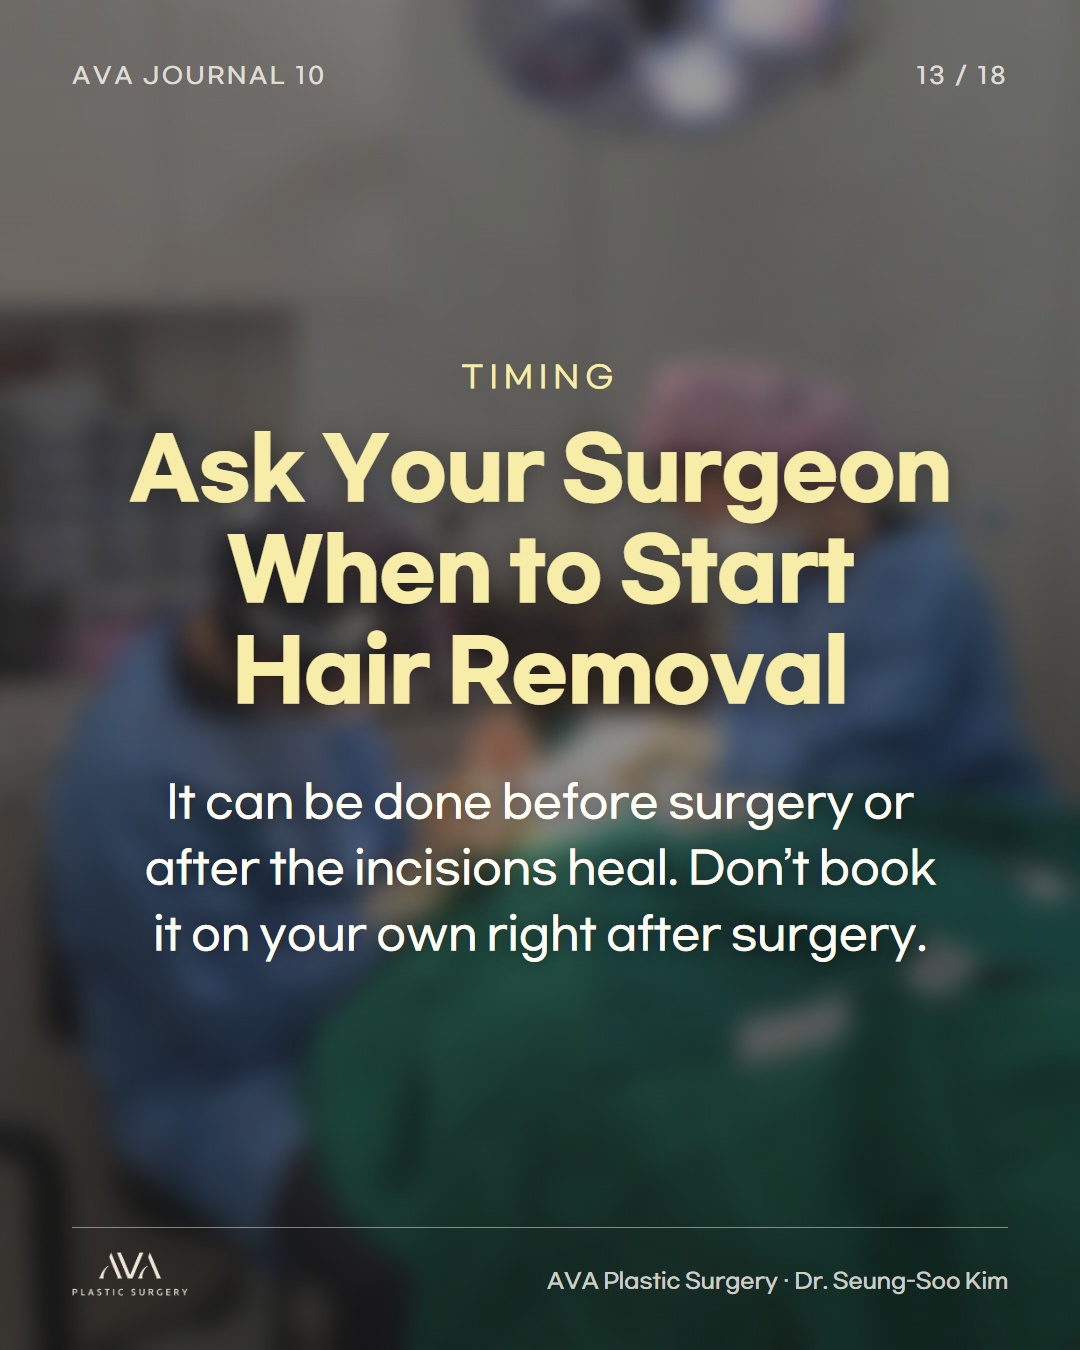 AVA JOURNAL 10
13 / 18
TIMING
Ask Your Surgeon
When to Start
Hair Removal
It can be done before surgery or
after the incisions heal. Don’t book
it on your own right after surgery.
AVA
PLASTIC SURGERY
AVA Plastic Surgery · Dr. Seung-Soo Kim